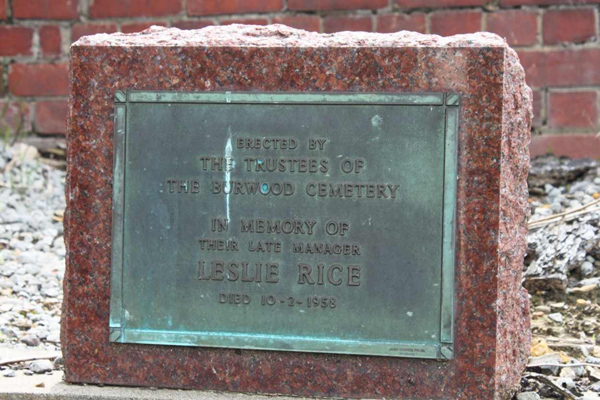 ERECTED BY
THE TRUSTEES OF
THE BURWOOD CEMETERY
IN MEMORY OF
THEIR LATE MANAGER
LESLIE RICE
DIED 10-2-1958